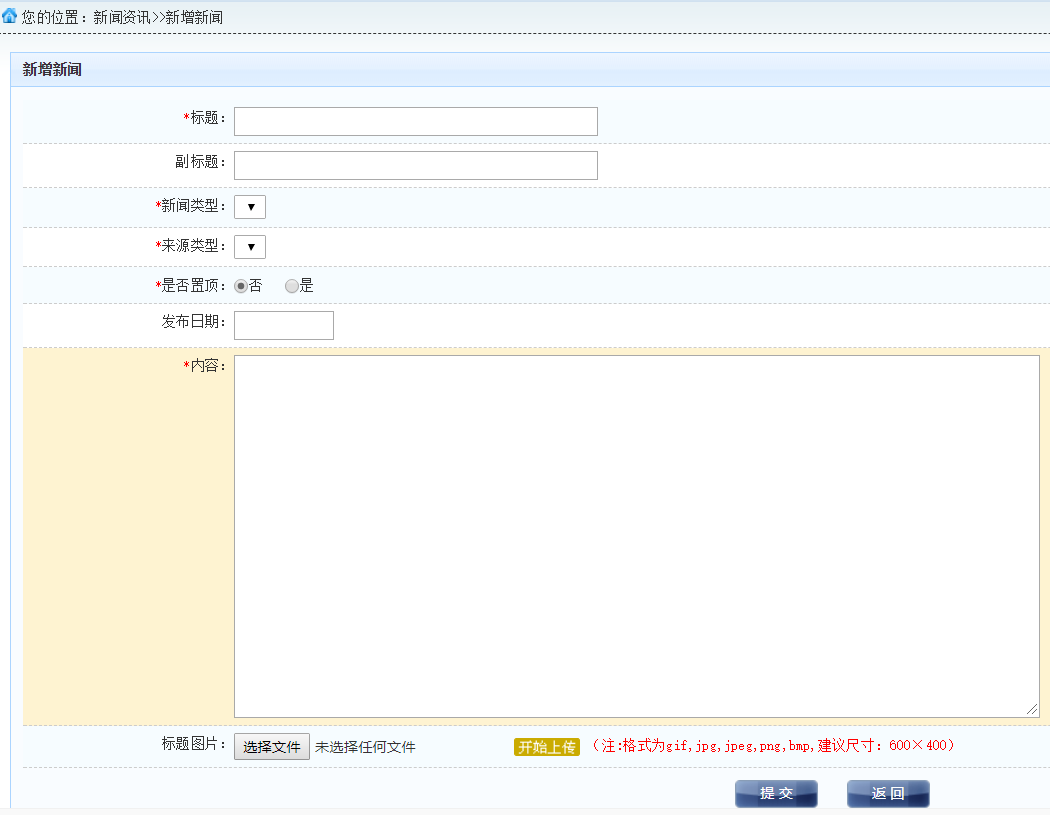 您的位置：新闻资讯>>新增新闻
新增新闻
*标题：
副标题：
*新闻类型：
*来源类型：
*是否置顶： 否 是
发布日期：
*内容：
标题图片： 选择文件 未选择任何文件 开始上传 （注:格式为gif,jpg,jpeg,png,bmp,建议尺寸：600×400）
提 交 返 回